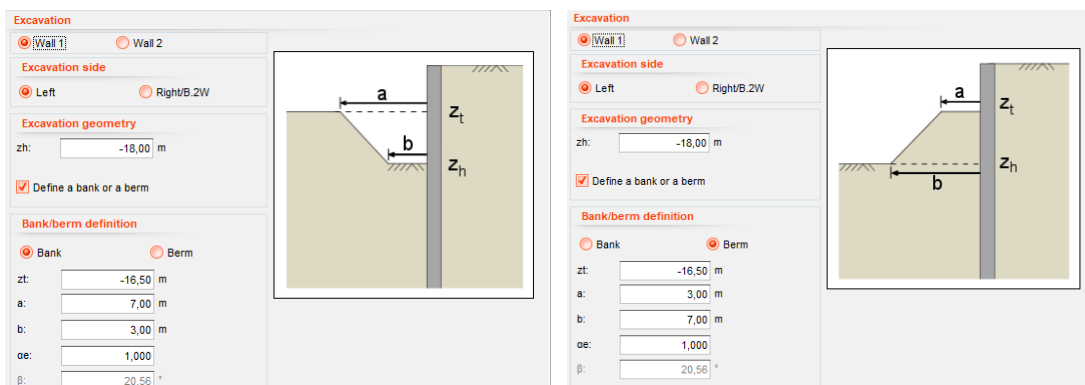 Excavation
Wall 1 Wall 2
Excavation side
Left Right/B.2W
Excavation geometry
zh: -18,00 m
Define a bank or a berm
Bank/berm definition
Bank Berm
zt: -16,50 m
a: 7,00 m
b: 3,00 m
αe: 1,000
β: 20,56 °
a
zt
b
zh
Excavation
Wall 1 Wall 2
Excavation side
Left Right/B.2W
Excavation geometry
zh: -18,00 m
Define a bank or a berm
Bank/berm definition
Bank Berm
zt: -16,50 m
a: 3,00 m
b: 7,00 m
αe: 1,000
β: 20,56 °
a
zt
zh
b